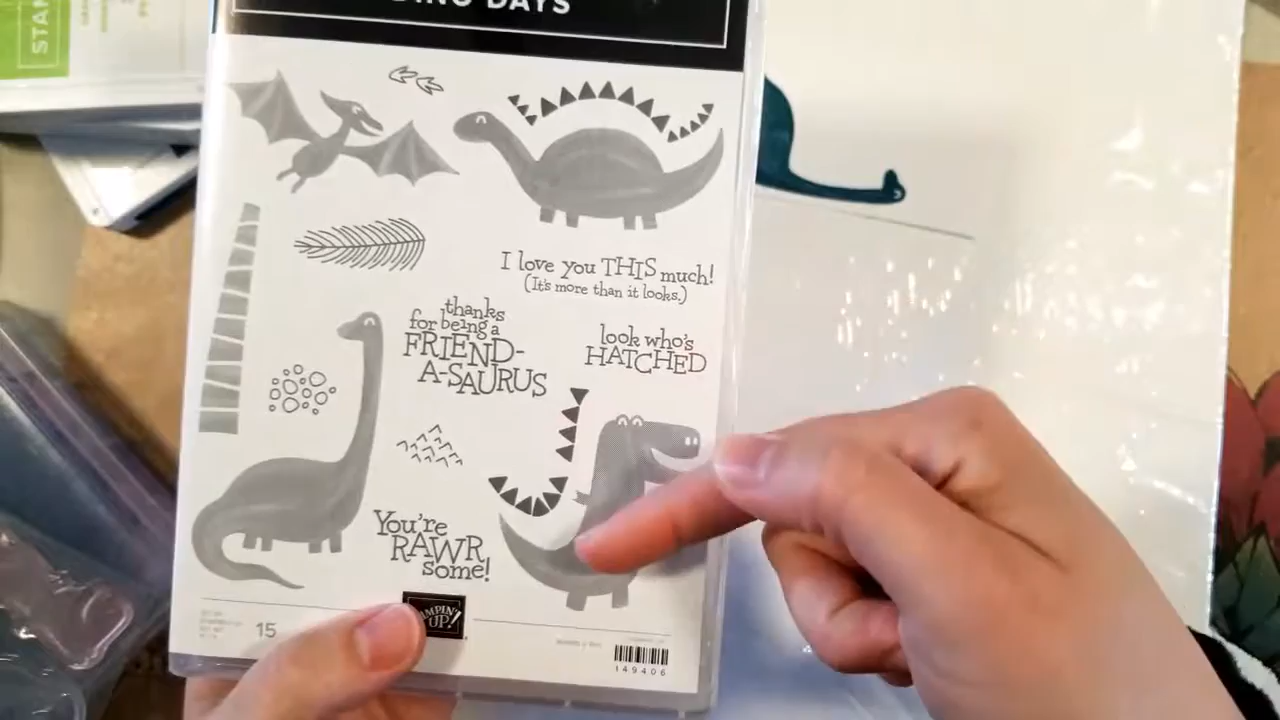 DINO DAYS
STAM
I love you THIS much!
(It's more than it looks.)
thanks
for being a
FRIEND-
A-SAURUS
look who's
HATCHED
You're
RAWR
some!
STAMPIN'
UP!
15
149406